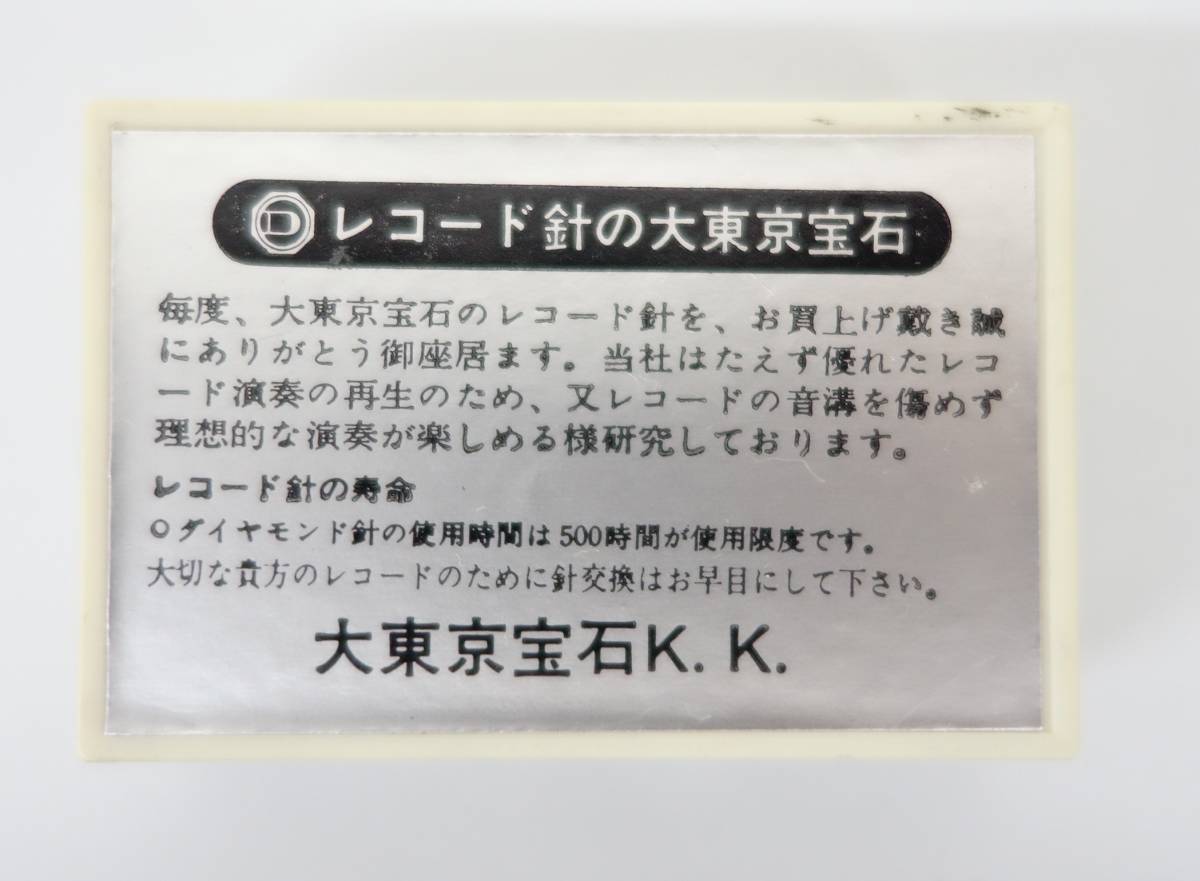 D レコード針の大東京宝石
毎度、大東京宝石のレコード針を、お買上げ戴き誠
にありがとう御座居ます。当社はたえず優れたレコ
ード演奏の再生のため、又レコードの音溝を傷めず
理想的な演奏が楽しめる様研究しております。
レコード針の寿命
○ダイヤモンド針の使用時間は500時間が使用限度です。
大切な貴方のレコードのために針交換はお早目にして下さい。
大東京宝石K.K.